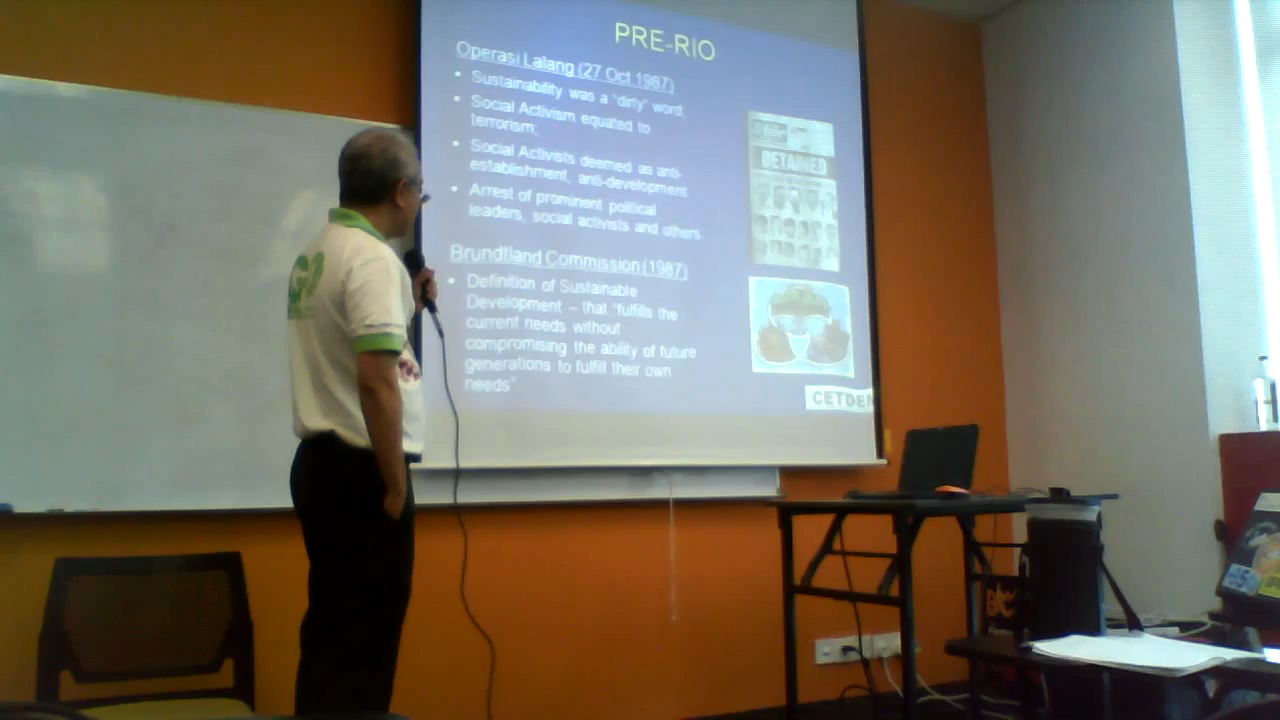 PRE-RIO
Operasi Lalang (27 Oct 1987)
• Sustainability was a "dirty" word;
• Social Activism equated to
terrorism;
• Social Activists deemed as anti-
establishment, anti-development
• Arrest of prominent political
leaders, social activists and others.
DETAINED
Brundtland Commission (1987)
• Definition of Sustainable
Development – that "fulfills the
current needs without
compromising the ability of future
generations to fulfill their own
needs"
CETDEM